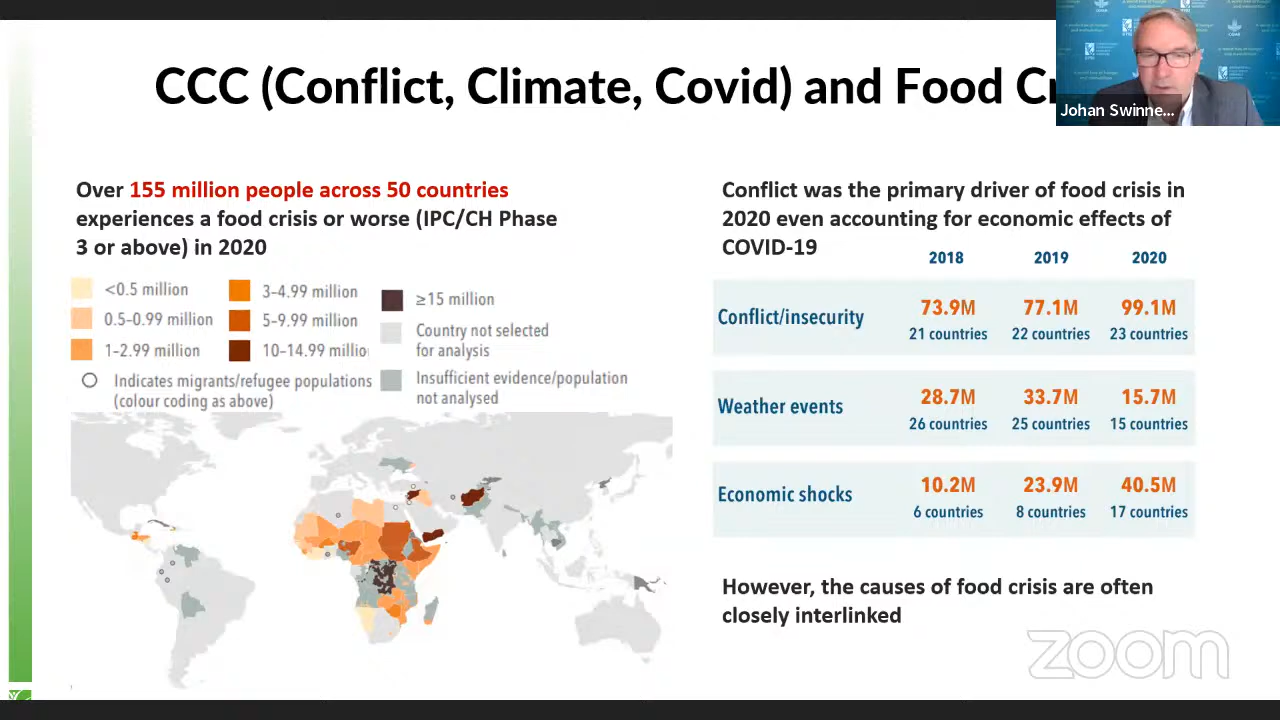 CCC (Conflict, Climate, Covid) and Food Cr
Johan Swinne...
Over 155 million people across 50 countries
experiences a food crisis or worse (IPC/CH Phase
3 or above) in 2020
<0.5 million
0.5–0.99 million
1–2.99 million
3–4.99 million
5–9.99 million
10–14.99 millio
≥15 million
Country not selected
for analysis
Indicates migrants/refugee populations
(colour coding as above)
Insufficient evidence/population
not analysed
Conflict was the primary driver of food crisis in
2020 even accounting for economic effects of
COVID-19
2018 2019 2020
Conflict/insecurity 73.9M 77.1M 99.1M
21 countries 22 countries 23 countries
Weather events 28.7M 33.7M 15.7M
26 countries 25 countries 15 countries
Economic shocks 10.2M 23.9M 40.5M
6 countries 8 countries 17 countries
However, the causes of food crisis are often
closely interlinked
zoom